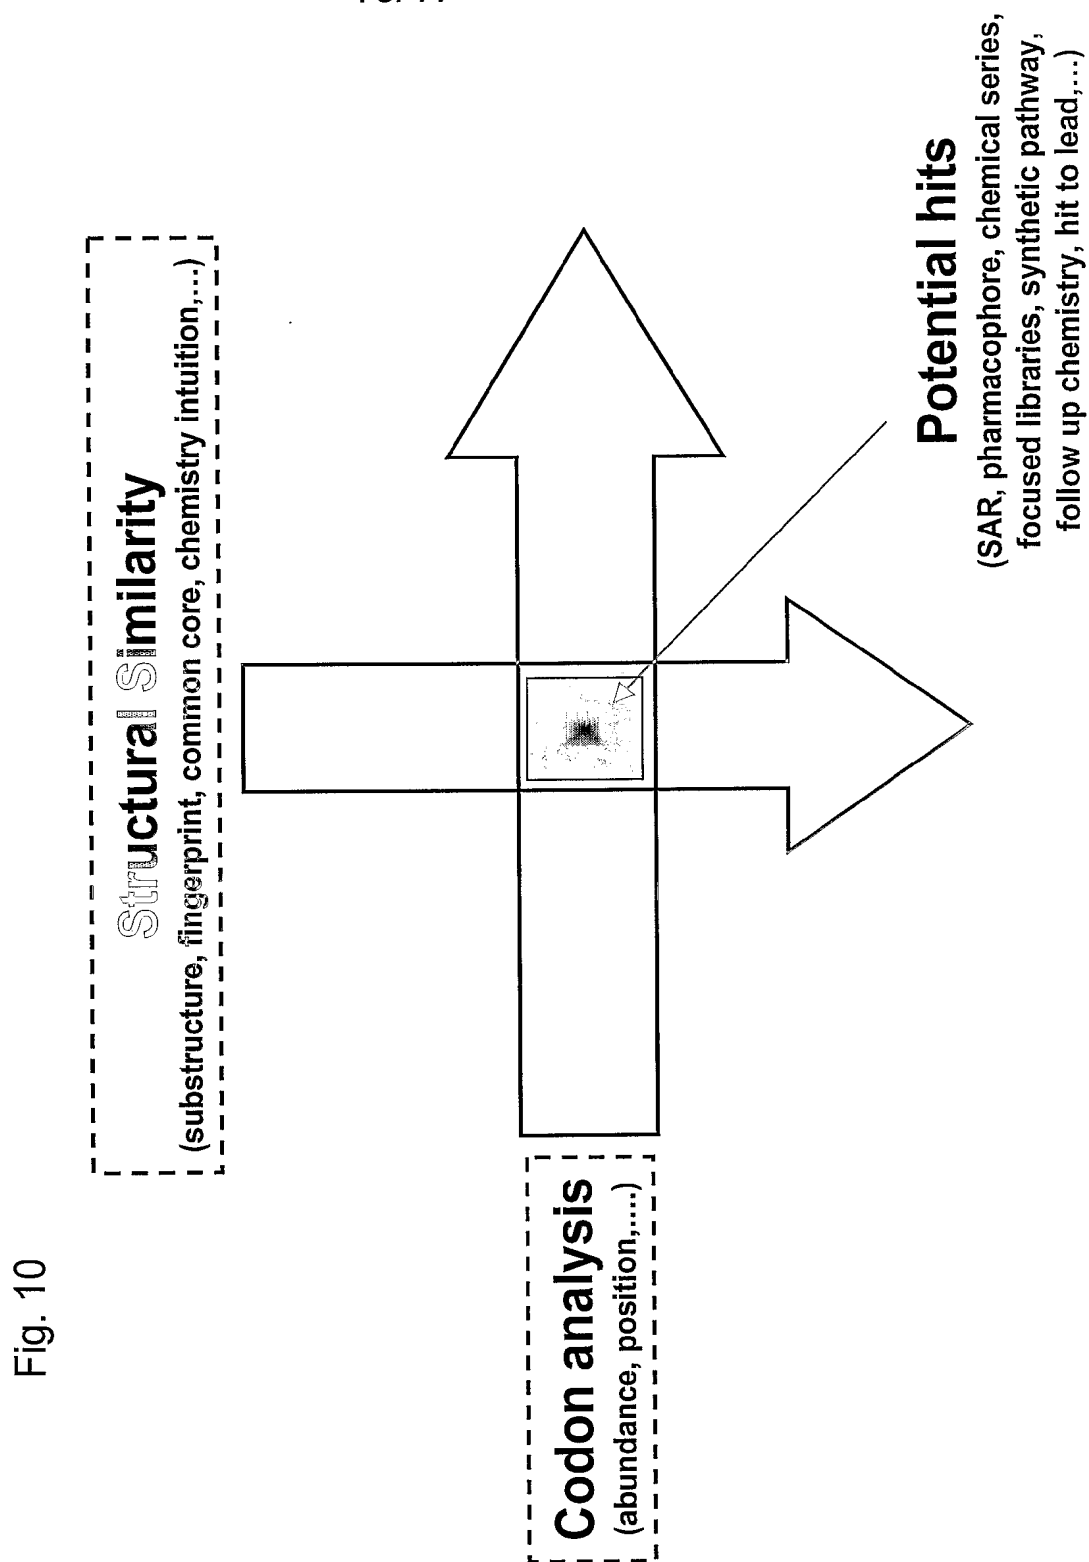 Fig. 10
Structural Similarity
(substructure, fingerprint, common core, chemistry intuition,...)
Codon analysis
(abundance, position,....)
Potential hits
(SAR, pharmacophore, chemical series,
focused libraries, synthetic pathway,
follow up chemistry, hit to lead,...)